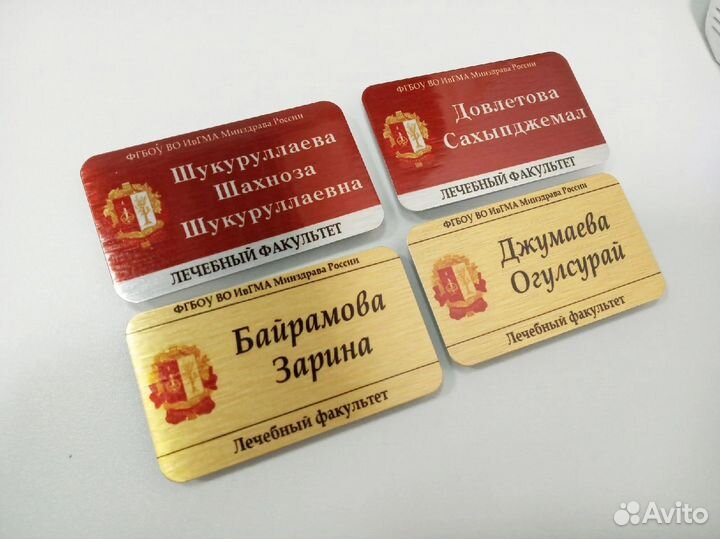 ФГБОУ ВО ИвГМА Минздрава России
Шукуруллаева
Шахноза
Шукуруллаевна
ЛЕЧЕБНЫЙ ФАКУЛЬТЕТ
ФГБОУ ВО ИвГМА Минздрава России
Довлетова
Сахыпджемал
ЛЕЧЕБНЫЙ ФАКУЛЬТЕТ
ФГБОУ ВО ИвГМА Минздрава России
Байрамова
Зарина
Лечебный факультет
ФГБОУ ВО ИвГМА Минздрава России
Джумаева
Огулсурай
Лечебный факультет
Avito